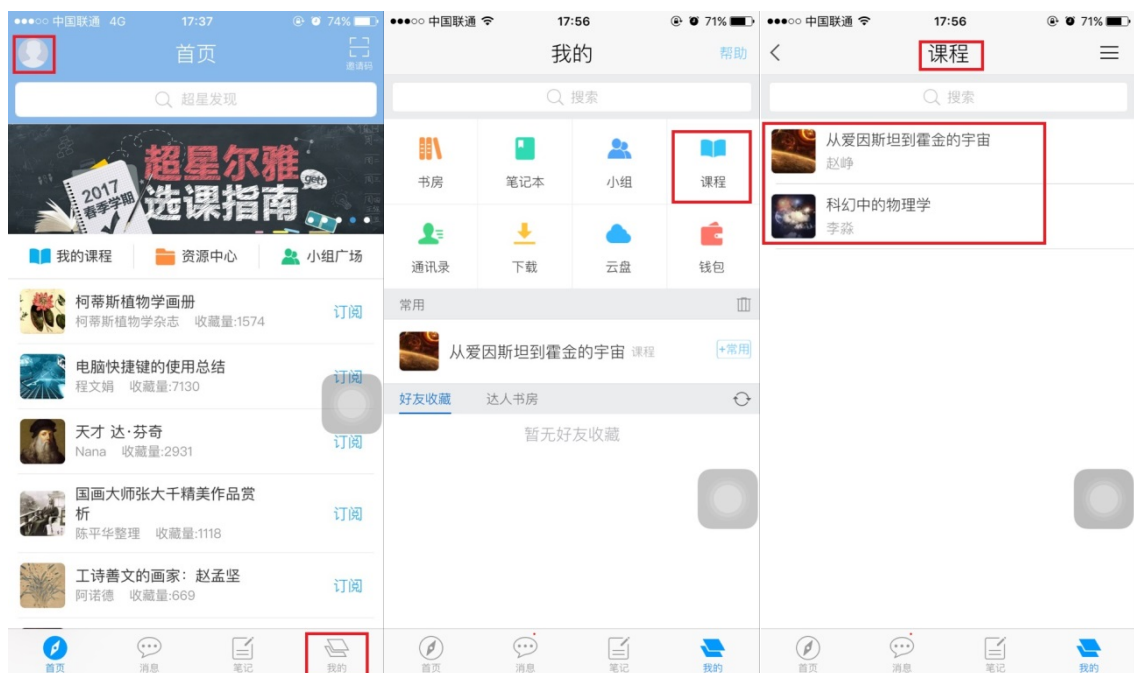 中国联通 4G 17:37 74%
首页
邀请码
超星发现
超星尔雅
2017
春季学期
选课指南
get!
我的课程 资源中心 小组广场
柯蒂斯植物学画册
柯蒂斯植物学杂志 收藏量:1574
订阅
电脑快捷键的使用总结
程文娟 收藏量:7130
订阅
天才 达·芬奇
Nana 收藏量:2931
订阅
国画大师张大千精美作品赏
析
陈平华整理 收藏量:1118
订阅
工诗善文的画家：赵孟坚
阿诺德 收藏量:669
订阅
首页 消息 笔记 我的
中国联通 17:56 71%
我的 帮助
搜索
书房 笔记本 小组 课程
通讯录 下载 云盘 钱包
常用
从爱因斯坦到霍金的宇宙 课程 +常用
好友收藏 达人书房
暂无好友收藏
首页 消息 笔记 我的
中国联通 17:56 71%
课程
搜索
从爱因斯坦到霍金的宇宙
赵峥
科幻中的物理学
李淼
首页 消息 笔记 我的